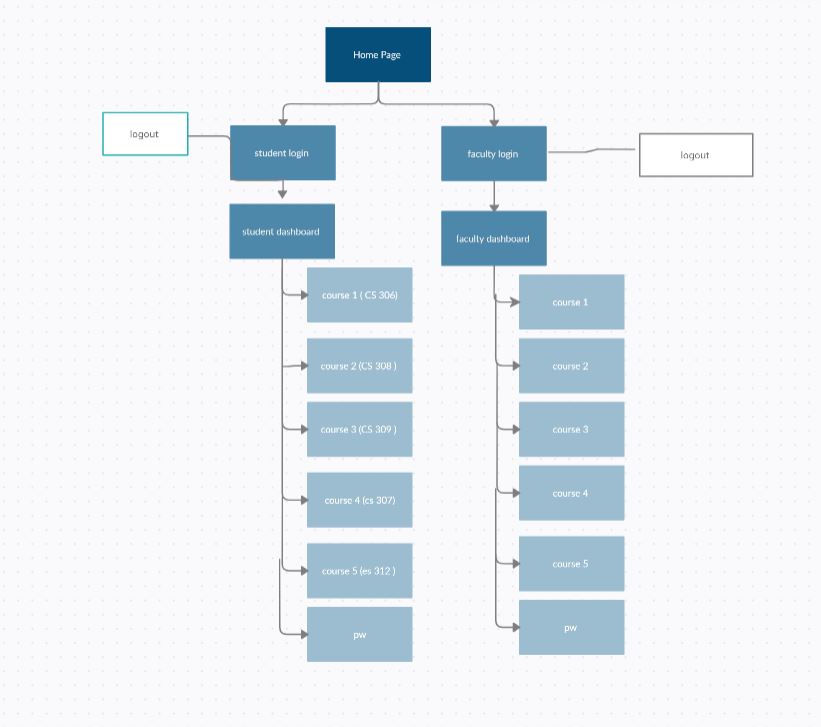 Home Page
logout
student login
faculty login
logout
student dashboard
faculty dashboard
course 1 ( CS 306)
course 1
course 2 (CS 308 )
course 2
course 3 (CS 309 )
course 3
course 4 (cs 307)
course 4
course 5 (es 312 )
course 5
pw
pw